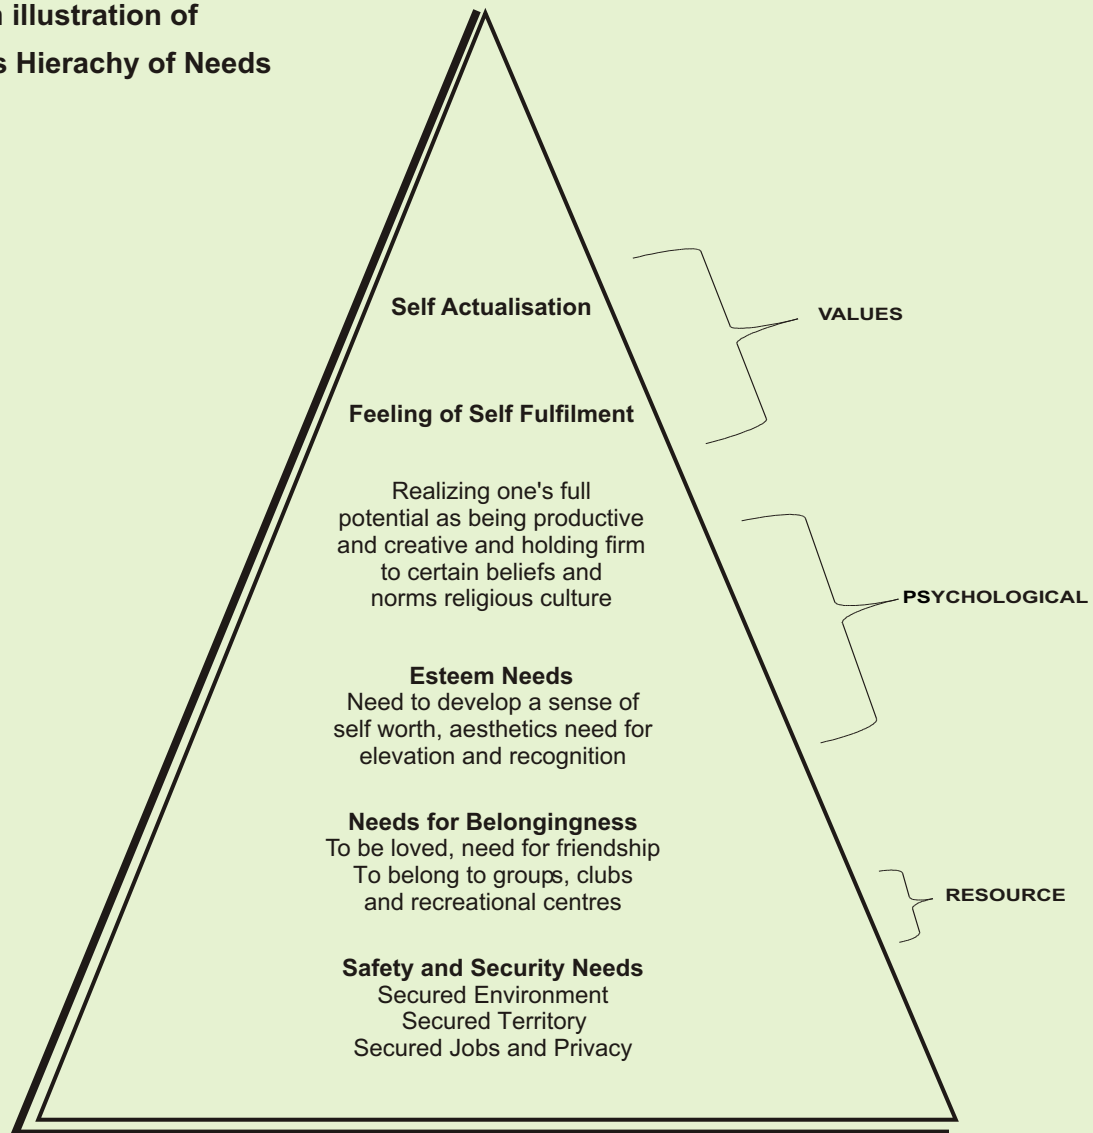 illustration of
s Hierachy of Needs
Self Actualisation
VALUES
Feeling of Self Fulfilment
Realizing one's full
potential as being productive
and creative and holding firm
to certain beliefs and
norms religious culture
PSYCHOLOGICAL
Esteem Needs
Need to develop a sense of
self worth, aesthetics need for
elevation and recognition
Needs for Belongingness
To be loved, need for friendship
To belong to groups, clubs
and recreational centres
RESOURCE
Safety and Security Needs
Secured Environment
Secured Territory
Secured Jobs and Privacy